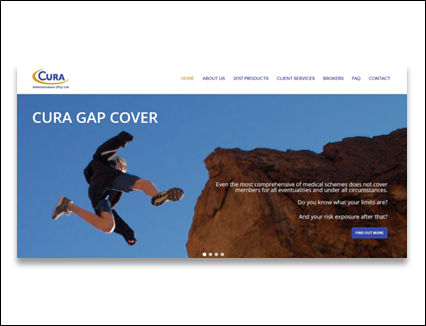 CURA
Administration (Pty) Ltd
HOME ABOUT US 2017 PRODUCTS CLIENT SERVICES BROKERS FAQ CONTACT
CURA GAP COVER
Even the most comprehensive of medical schemes does not cover
members for all eventualities and under all circumstances.
Do you know what your limits are?
And your risk exposure after that?
FIND OUT MORE